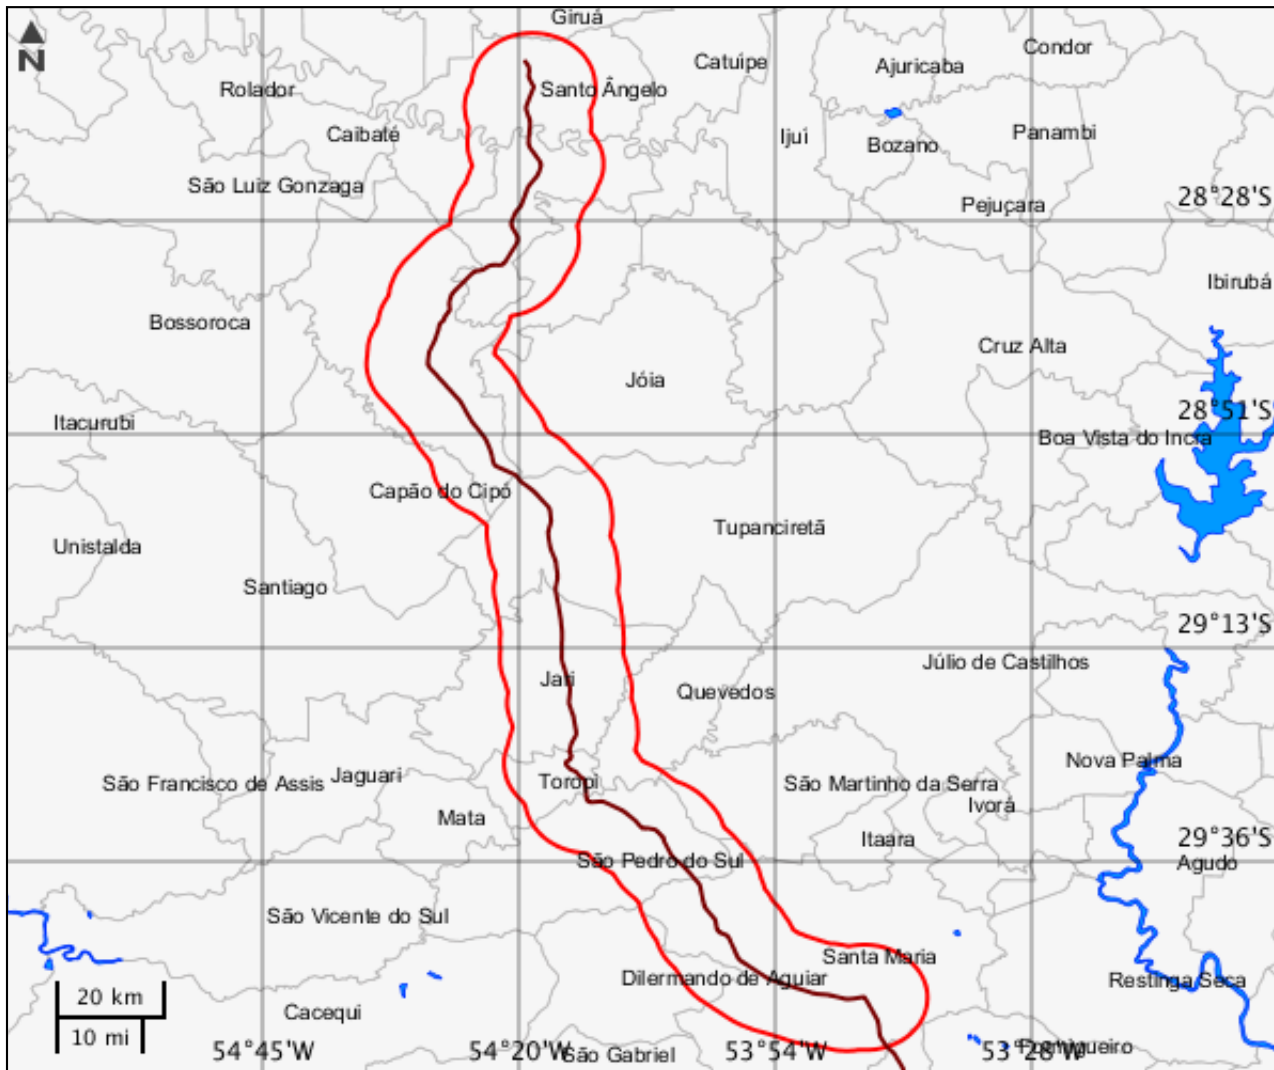 Giruá
Condor
N
Catuípe
Ajuricaba
Rolador
Santo Ângelo
Caibaté
Ijuí
Bozano
Panambi
São Luiz Gonzaga
28°28'S
Pejuçara
Ibirubá
Bossoroca
Cruz Alta
Jóia
28°51'S
Itacurubi
Boa Vista do Incra
Capão do Cipó
Tupanciretã
Unistalda
Santiago
29°13'S
Júlio de Castilhos
Jari
Quevedos
Nova Palma
São Francisco de Assis
Jaguari
Toropi
São Martinho da Serra
Ivorá
Mata
Itaara
29°36'S
São Pedro do Sul
Agudo
São Vicente do Sul
Santa Maria
Dilermando de Aguiar
Restinga Seca
20 km
Cacequi
10 mi
54°45'W
54°20'W
53°54'W
53°28'W
Formigueiro
São Gabriel